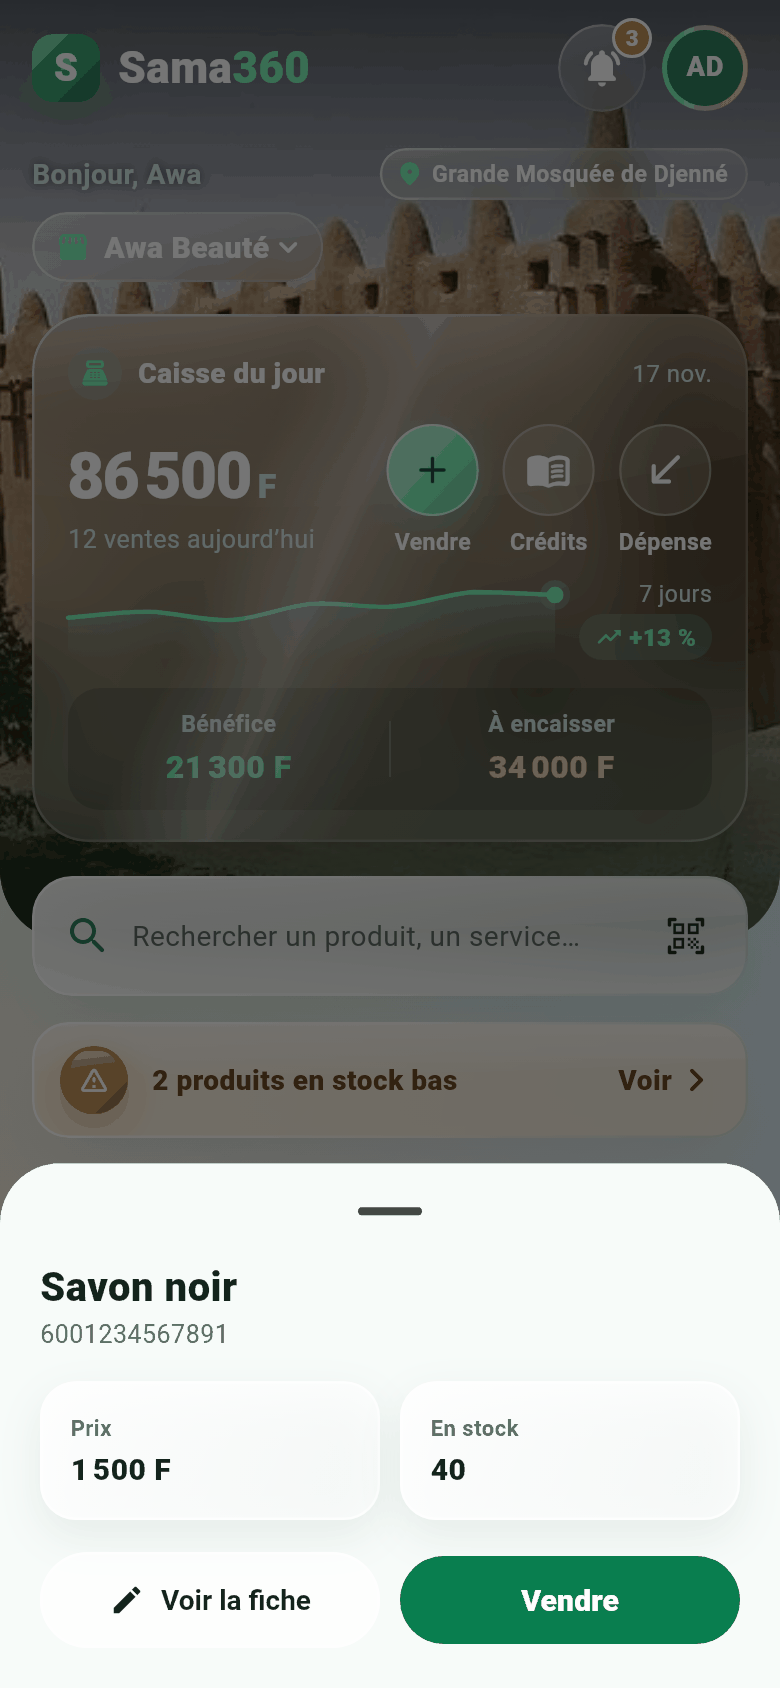 S Sama360 3 AD
Bonjour, Awa Grande Mosquée de Djenné
Awa Beauté
Caisse du jour 17 nov.
86 500 F
12 ventes aujourd’hui
Vendre Crédits Dépense
7 jours
+13 %
Bénéfice À encaisser
21 300 F 34 000 F
Rechercher un produit, un service…
2 produits en stock bas Voir
Savon noir
6001234567891
Prix En stock
1 500 F 40
Voir la fiche Vendre